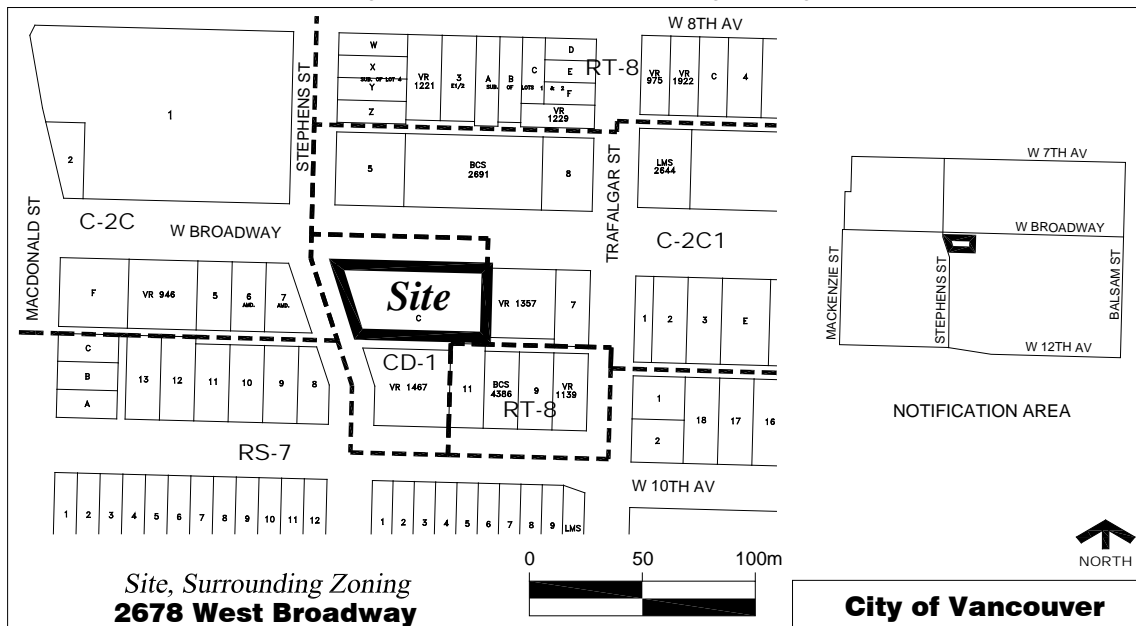 W 8TH AV
W
X
SUB. OF LOT 4
Y
Z
VR
1221
3
E1/2
A
SUB.
B
OF
C
LOTS 1 & 2
D
E
F
VR
1229
RT-8
VR
975
VR
1922
C
4
1
2
STEPHENS ST
5
BCS
2691
8
TRAFALGAR ST
LMS
2644
MACDONALD ST
C-2C
W BROADWAY
C-2C1
F
VR 946
5
6
AMD.
7
AMD.
Site
C
VR 1357
7
1
2
3
E
C
B
A
13
12
11
10
9
8
CD-1
VR 1467
11
BCS
4386
9
VR
1139
RT-8
1
2
18
17
16
RS-7
W 10TH AV
1
2
3
4
5
6
7
8
9
10
11
12
1
2
3
4
5
6
7
8
9
LMS
W 7TH AV
W BROADWAY
MACKENZIE ST
STEPHENS ST
BALSAM ST
W 12TH AV
NOTIFICATION AREA
NORTH
0
50
100m
Site, Surrounding Zoning
2678 West Broadway
City of Vancouver